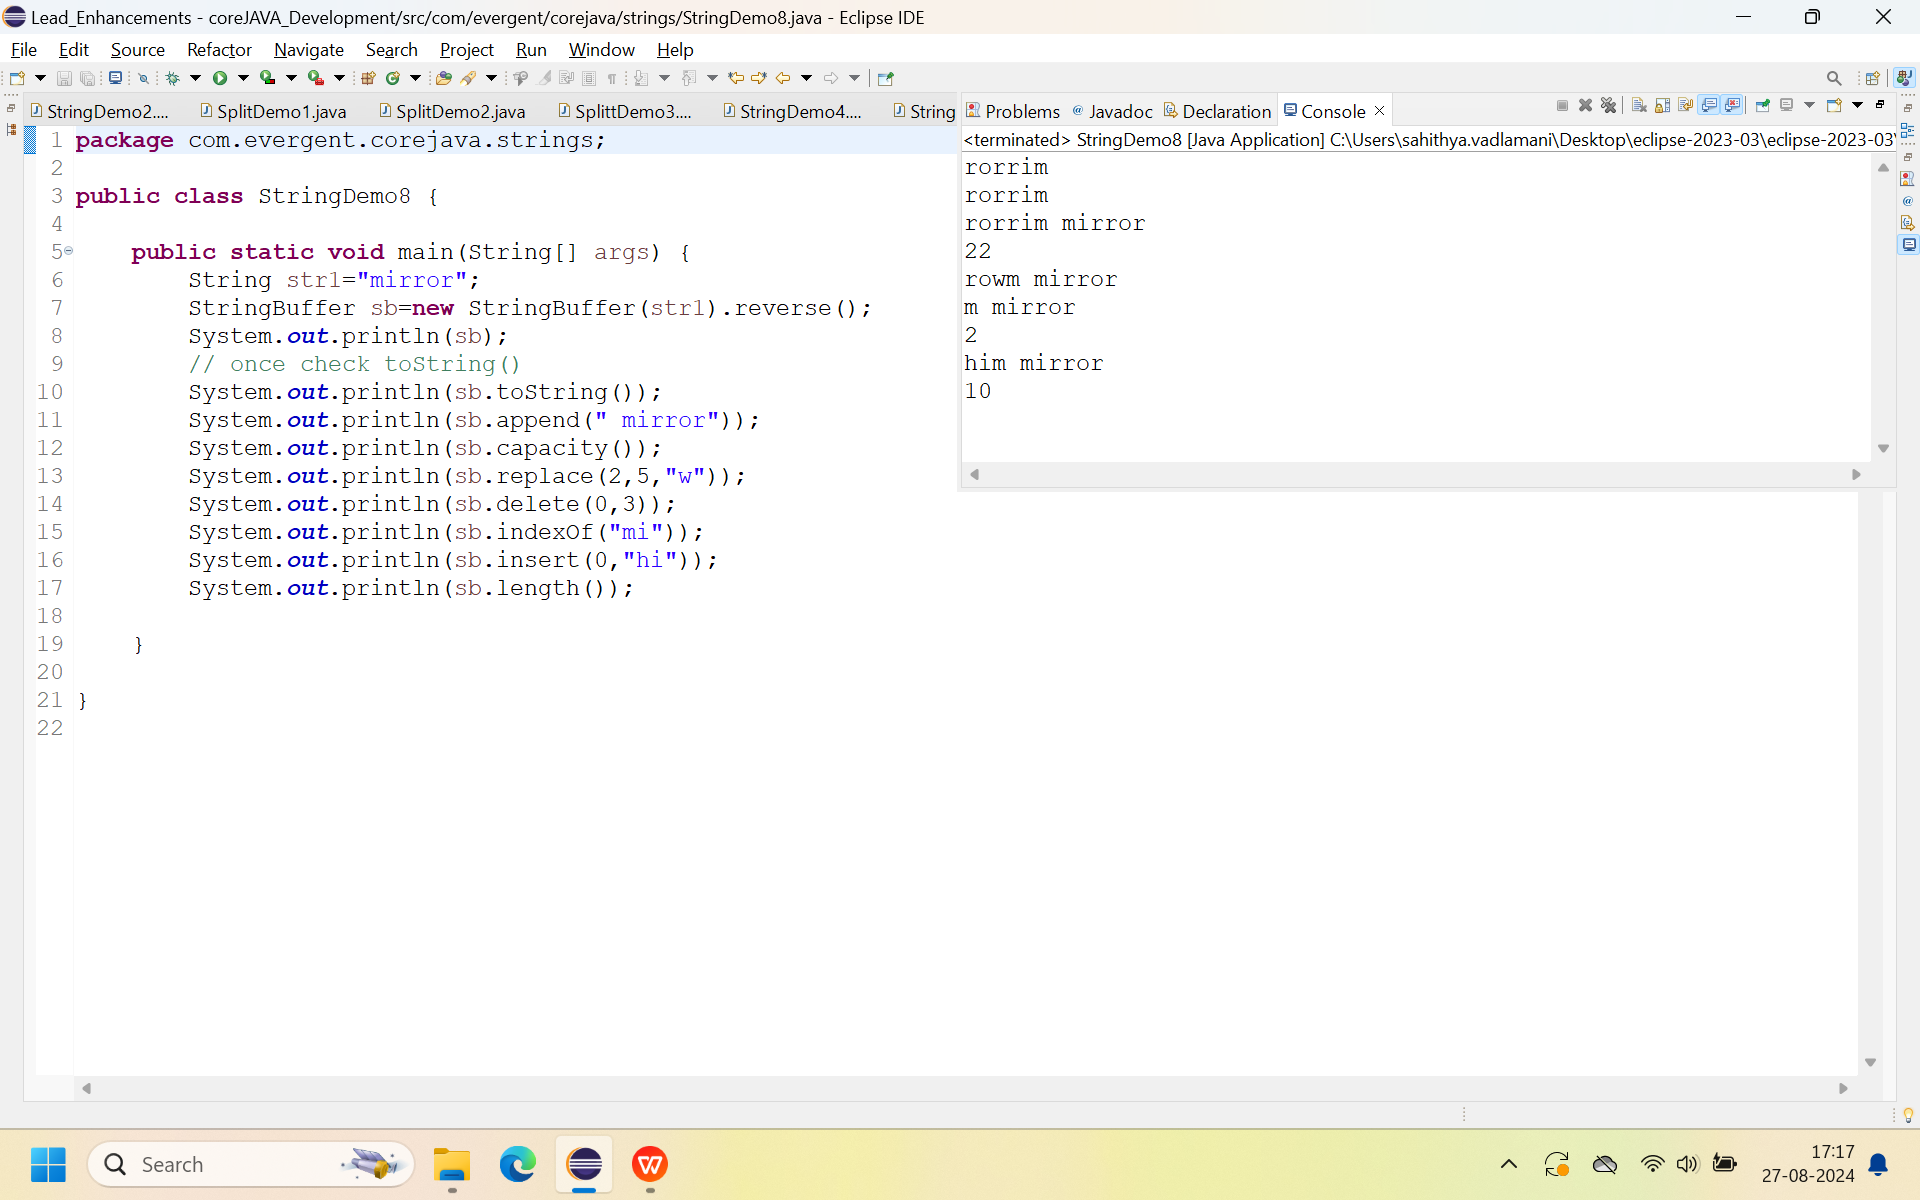 Lead_Enhancements - coreJAVA_Development/src/com/evergent/corejava/strings/StringDemo8.java - Eclipse IDE
File Edit Source Refactor Navigate Search Project Run Window Help
StringDemo2.... SplitDemo1.java SplitDemo2.java SplittDemo3.... StringDemo4.... String
1 package com.evergent.corejava.strings;
2
3 public class StringDemo8 {
4
5 public static void main(String[] args) {
6 String str1="mirror";
7 StringBuffer sb=new StringBuffer(str1).reverse();
8 System.out.println(sb);
9 // once check toString()
10 System.out.println(sb.toString());
11 System.out.println(sb.append(" mirror"));
12 System.out.println(sb.capacity());
13 System.out.println(sb.replace(2,5,"w"));
14 System.out.println(sb.delete(0,3));
15 System.out.println(sb.indexOf("mi"));
16 System.out.println(sb.insert(0,"hi"));
17 System.out.println(sb.length());
18
19 }
20
21 }
22
Problems Javadoc Declaration Console
<terminated> StringDemo8 [Java Application] C:\Users\sahithya.vadlamani\Desktop\eclipse-2023-03\eclipse-2023-03
rorrim
rorrim
rorrim mirror
22
rowm mirror
m mirror
2
him mirror
10
Search
17:17
27-08-2024